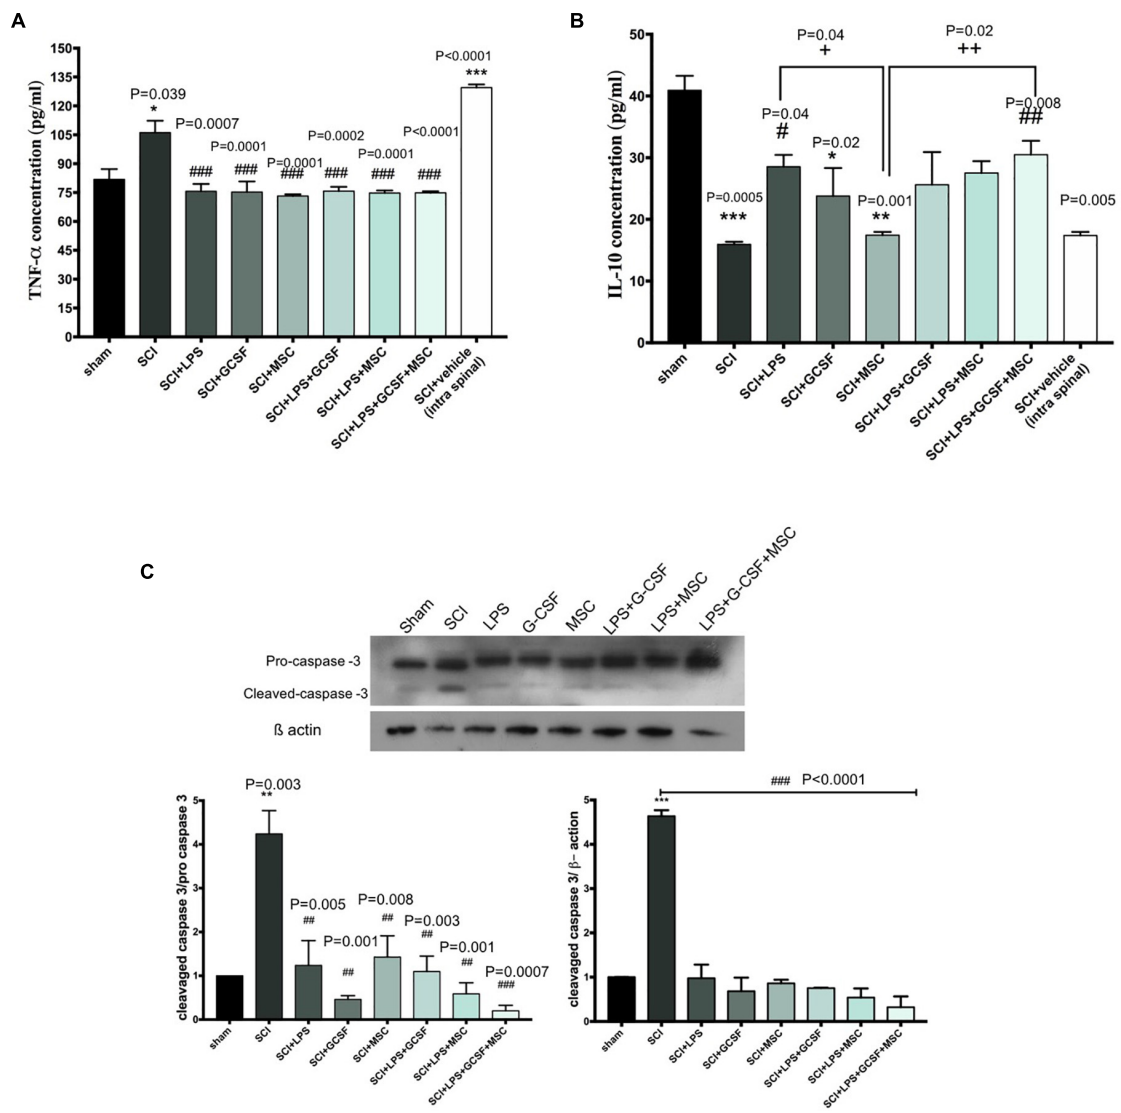 A
TNF-α concentration (pg/ml)
150
135
120
105
90
75
60
45
30
15
0
P=0.039
*
P=0.0007
###
P=0.0001
###
P=0.0001
###
P=0.0002
###
P=0.0001
###
P<0.0001
###
P<0.0001
***
sham
SCI
SCI+LPS
SCI+GCSF
SCI+MSC
SCI+LPS+GCSF
SCI+LPS+MSC
SCI+LPS+GCSF+MSC
SCI+vehicle
(intra spinal)
B
IL-10 concentration (pg/ml)
50
40
30
20
10
0
P=0.04
+
P=0.02
++
P=0.0005
***
P=0.04
#
P=0.02
*
P=0.001
**
P=0.008
##
P=0.005
sham
SCI
SCI+LPS
SCI+GCSF
SCI+MSC
SCI+LPS+GCSF
SCI+LPS+MSC
SCI+LPS+GCSF+MSC
SCI+vehicle
(intra spinal)
C
Sham
SCI
LPS
G-CSF
MSC
LPS+G-CSF
LPS+MSC
LPS+G-CSF+MSC
Pro-caspase -3
Cleaved-caspase -3
ß actin
cleavaged caspase 3/pro caspase 3
5
4
3
2
1
0
P=0.003
**
P=0.005
##
P=0.001
##
P=0.008
##
P=0.003
##
P=0.001
##
P=0.0007
###
sham
SCI
SCI+LPS
SCI+GCSF
SCI+MSC
SCI+LPS+GCSF
SCI+LPS+MSC
SCI+LPS+GCSF+MSC
cleavaged caspase 3/ β− action
5
4
3
2
1
0
***
### P<0.0001
sham
SCI
SCI+LPS
SCI+GCSF
SCI+MSC
SCI+LPS+GCSF
SCI+LPS+MSC
SCI+LPS+GCSF+MSC